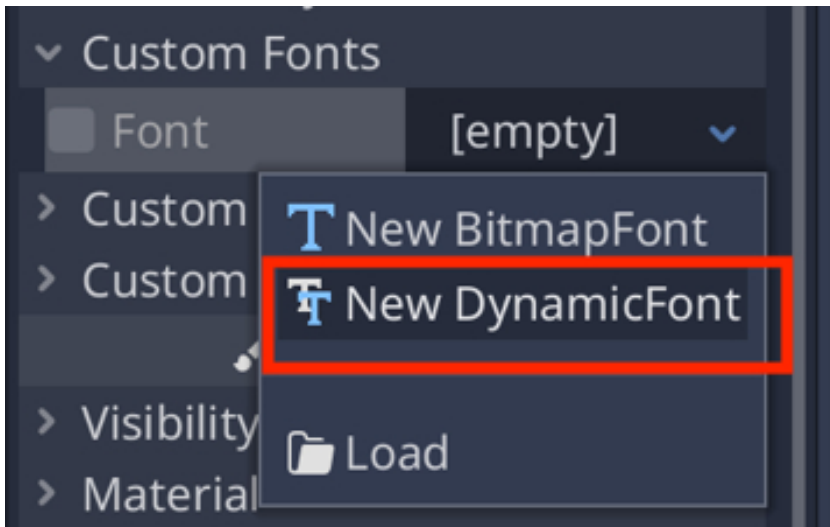 Custom Fonts
Font [empty]
Custom
New BitmapFont
Custom
New DynamicFont
Visibility
Load
Material